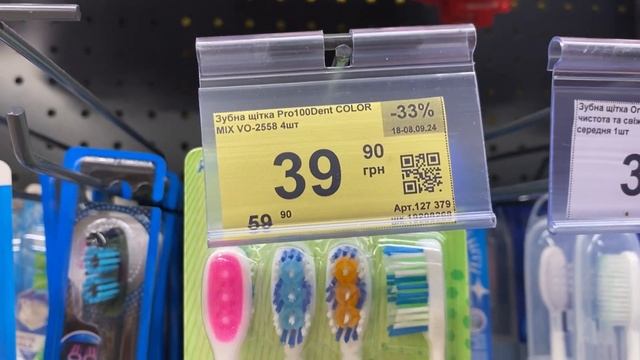 Зубна щітка Pro100Dent COLOR
MIX VO-2558 4шт
-33%
18-08.09.24
39 90
грн
59 90
Арт.127 379
Зубна щітка
чистота та
середня 1шт
3